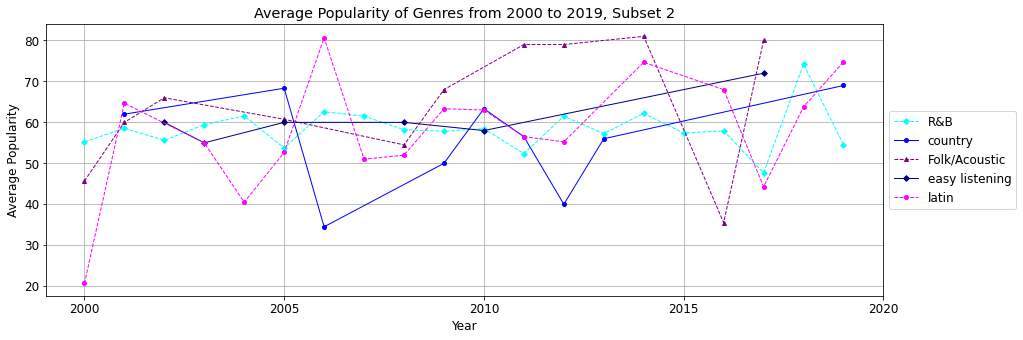 Average Popularity of Genres from 2000 to 2019, Subset 2
Average Popularity
80
70
60
50
40
30
20
2000
2005
2010
2015
2020
Year
R&B
country
Folk/Acoustic
easy listening
latin